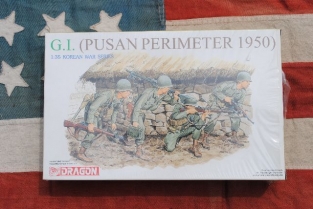 G.I. (PUSAN PERIMETER 1950)
1:35 KOREAN WAR SERIES
DRAGON